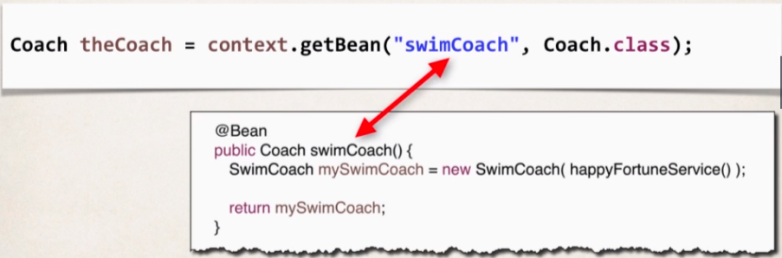 Coach theCoach = context.getBean("swimCoach", Coach.class);
@Bean
public Coach swimCoach() {
SwimCoach mySwimCoach = new SwimCoach( happyFortuneService() );
return mySwimCoach;
}